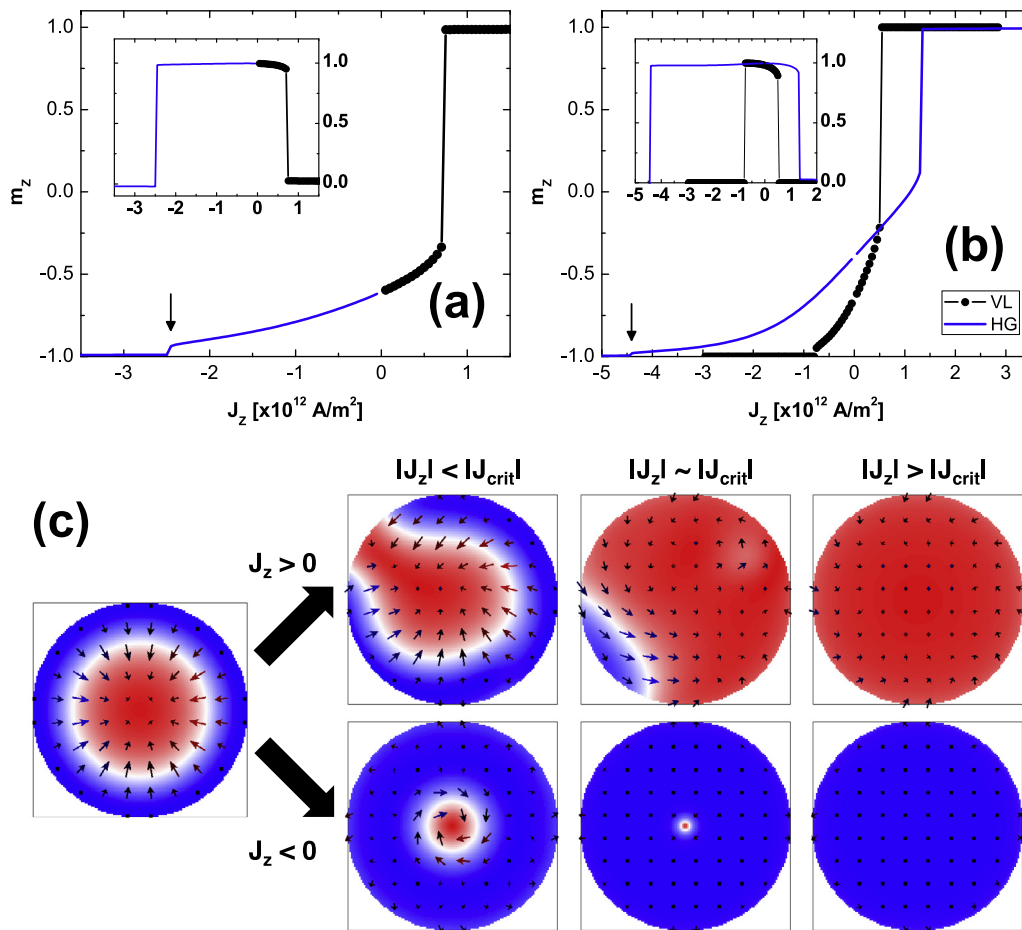 1.0
0.5
0.0
-0.5
-1.0
m_z
1.0
0.5
0.0
-3 -2 -1 0 1
(a)
-3 -2 -1 0 1
J_z [x10^12 A/m^2]
1.0
0.5
0.0
-0.5
-1.0
m_z
1.0
0.5
0.0
-5 -4 -3 -2 -1 0 1 2
(b)
VL
HG
-5 -4 -3 -2 -1 0 1 2 3
J_z [x10^12 A/m^2]
(c)
|J_z| < |J_crit| |J_z| ~ |J_crit| |J_z| > |J_crit|
J_z > 0
J_z < 0